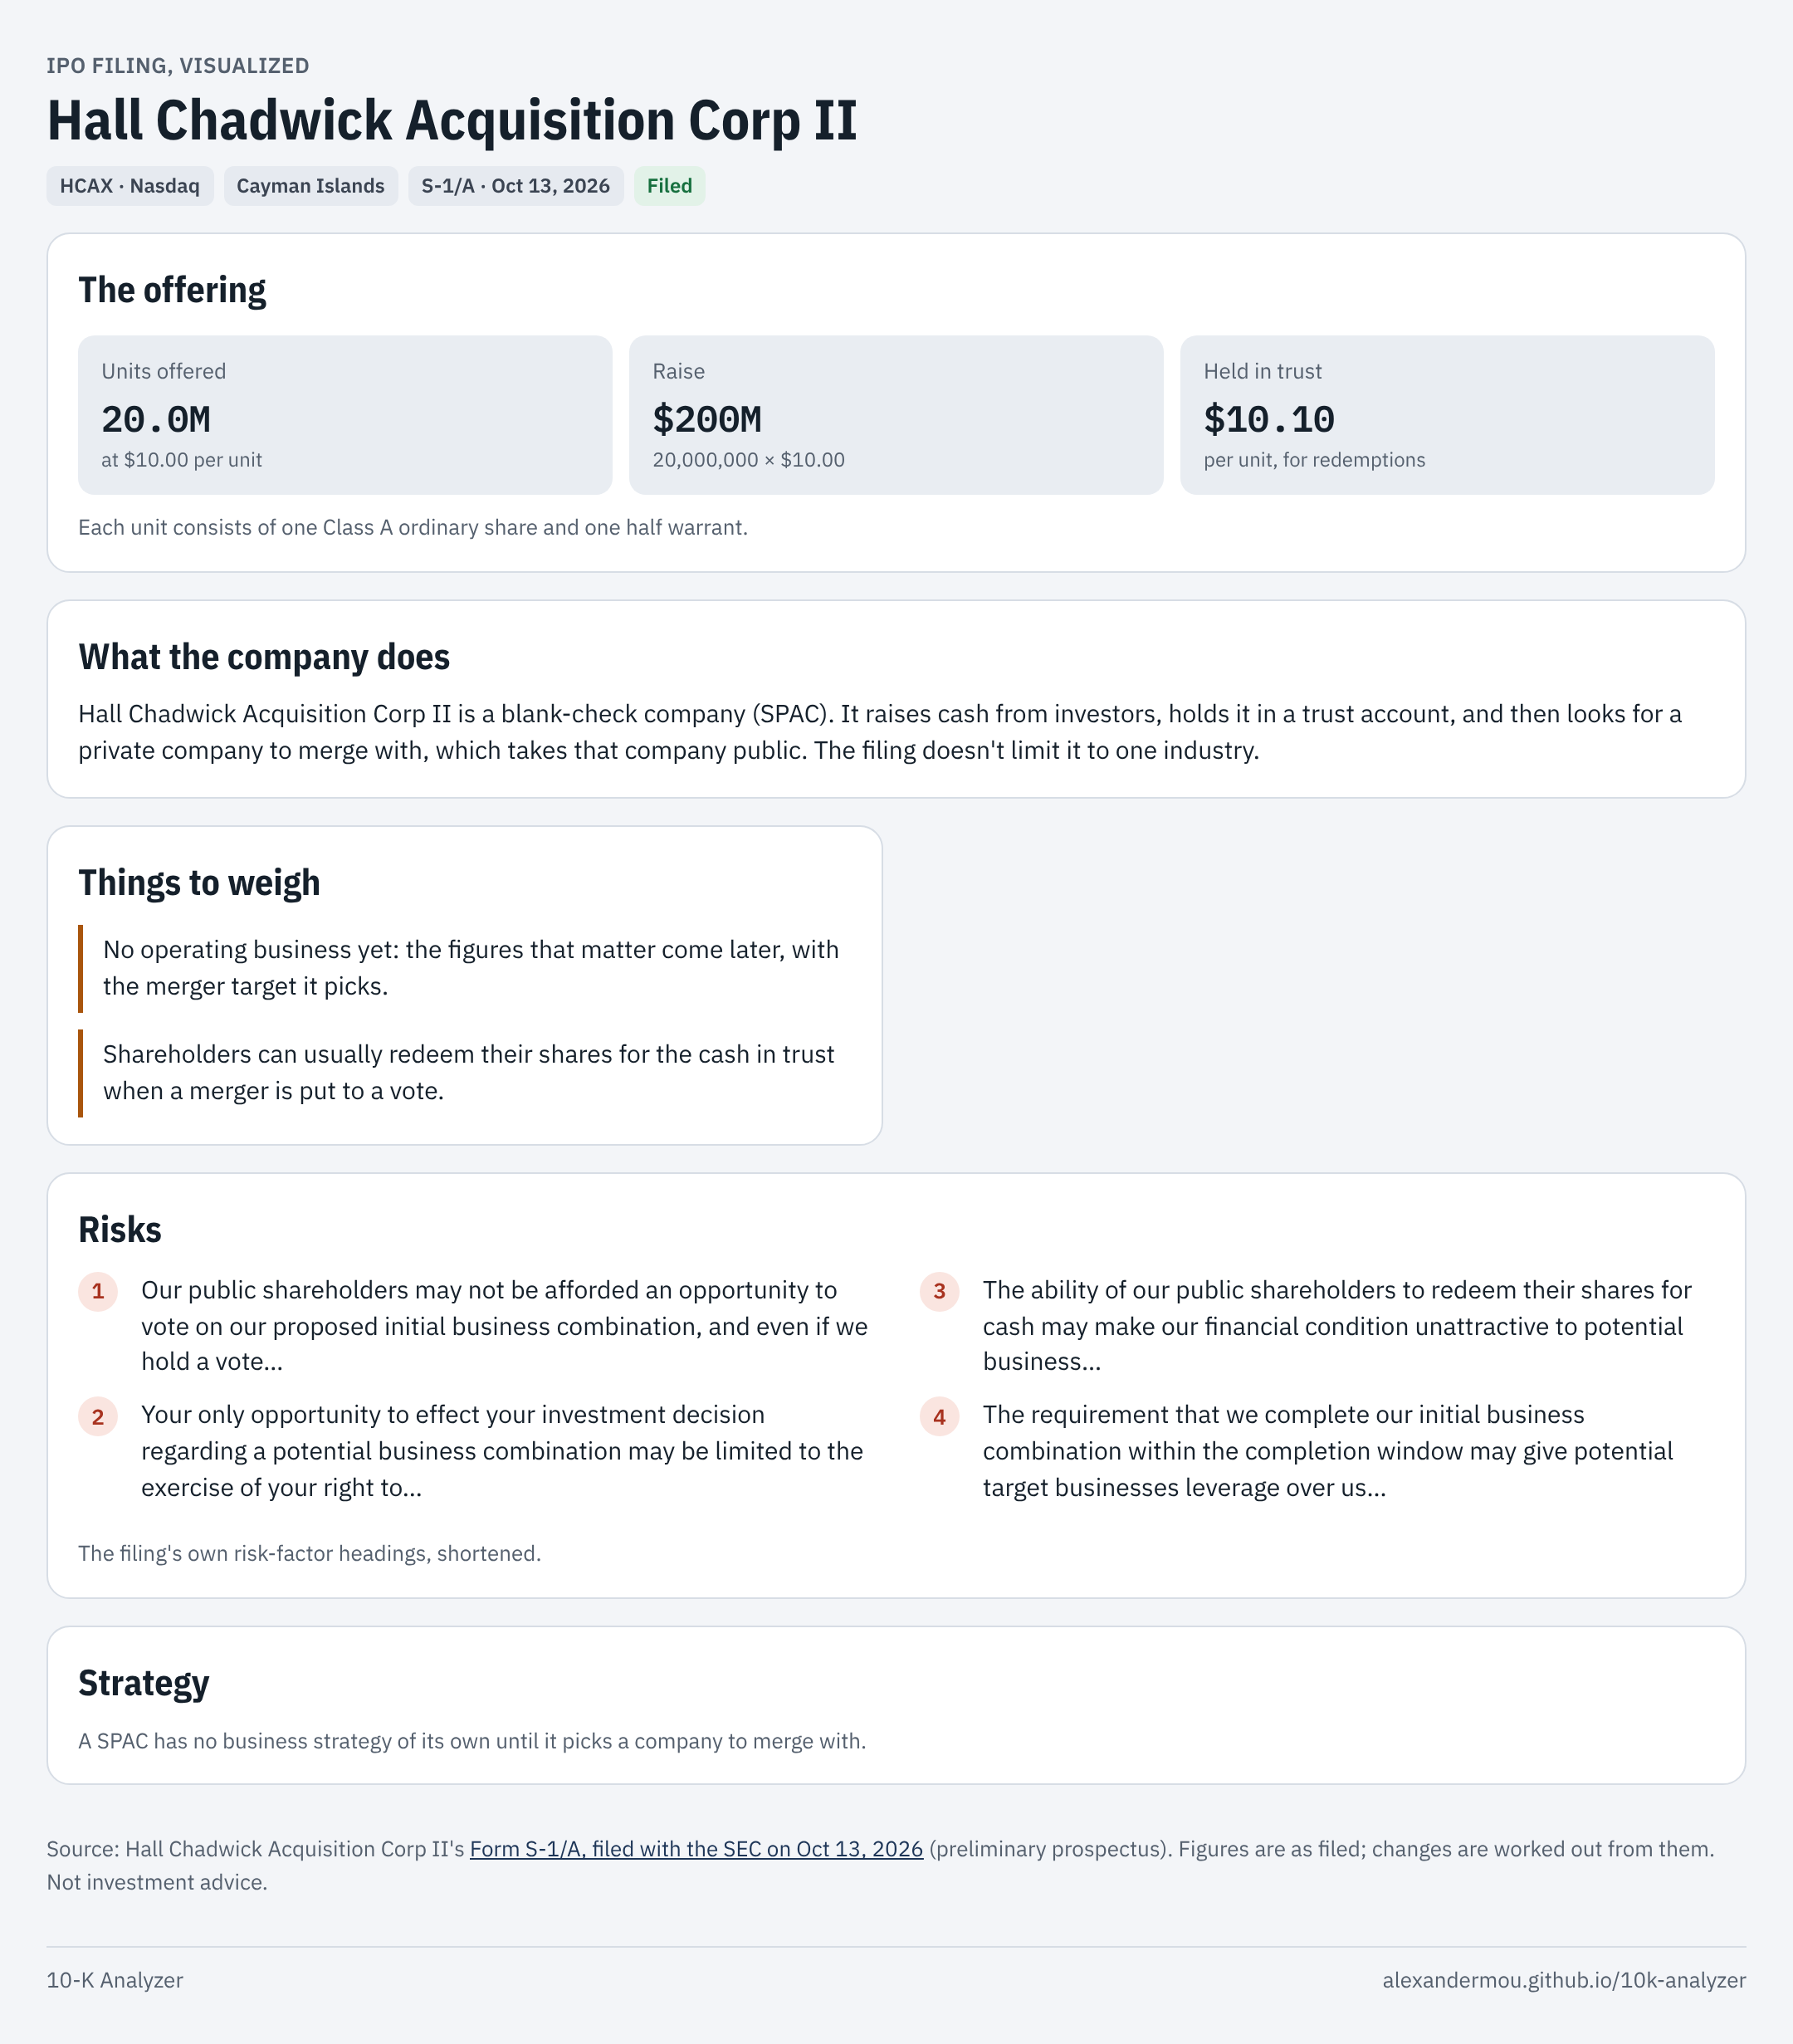 IPO FILING, VISUALIZED
Hall Chadwick Acquisition Corp II
HCAX · Nasdaq
Cayman Islands
S-1/A · Oct 13, 2026
Filed
The offering
Units offered
20.0M
at $10.00 per unit
Raise
$200M
20,000,000 × $10.00
Held in trust
$10.10
per unit, for redemptions
Each unit consists of one Class A ordinary share and one half warrant.
What the company does
Hall Chadwick Acquisition Corp II is a blank-check company (SPAC). It raises cash from investors, holds it in a trust account, and then looks for a
private company to merge with, which takes that company public. The filing doesn't limit it to one industry.
Things to weigh
No operating business yet: the figures that matter come later, with
the merger target it picks.
Shareholders can usually redeem their shares for the cash in trust
when a merger is put to a vote.
Risks
1
Our public shareholders may not be afforded an opportunity to
vote on our proposed initial business combination, and even if we
hold a vote…
2
Your only opportunity to effect your investment decision
regarding a potential business combination may be limited to the
exercise of your right to…
3
The ability of our public shareholders to redeem their shares for
cash may make our financial condition unattractive to potential
business…
4
The requirement that we complete our initial business
combination within the completion window may give potential
target businesses leverage over us…
The filing's own risk-factor headings, shortened.
Strategy
A SPAC has no business strategy of its own until it picks a company to merge with.
Source: Hall Chadwick Acquisition Corp II's Form S-1/A, filed with the SEC on Oct 13, 2026 (preliminary prospectus). Figures are as filed; changes are worked out from them.
Not investment advice.
10-K Analyzer
alexandermou.github.io/10k-analyzer